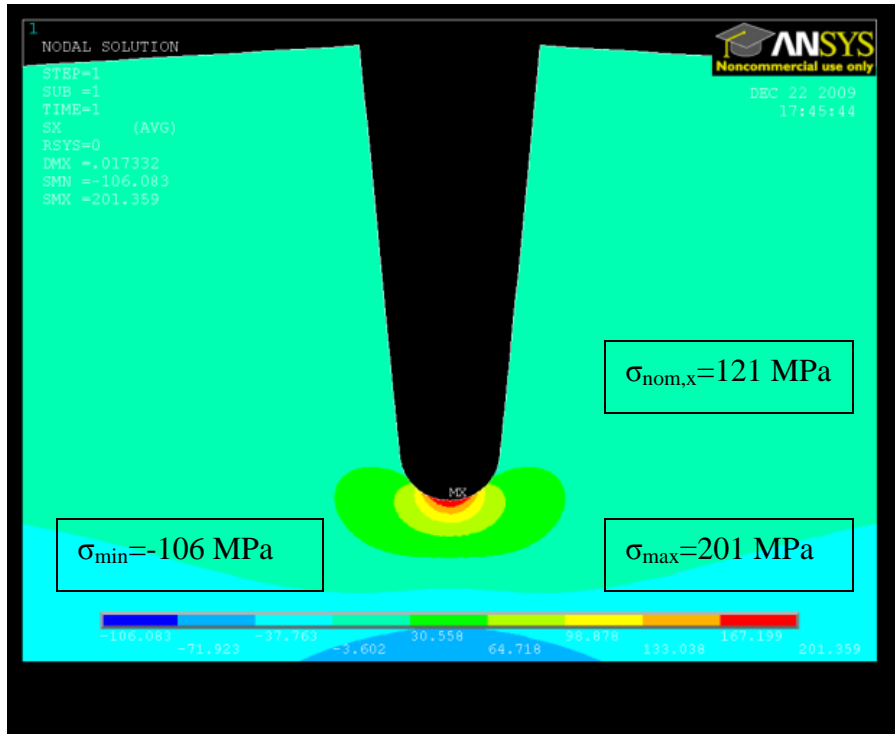 1
NODAL SOLUTION
STEP=1
SUB =1
TIME=1
SX (AVG)
RSYS=0
DMX =.017332
SMN =-106.083
SMX =201.359
ANSYS
Noncommercial use only
DEC 22 2009
17:45:44
σnom,x=121 MPa
MX
σmin=-106 MPa
σmax=201 MPa
-106.083 -37.763 30.558 98.878 167.199
-71.923 -3.602 64.718 133.038 201.359